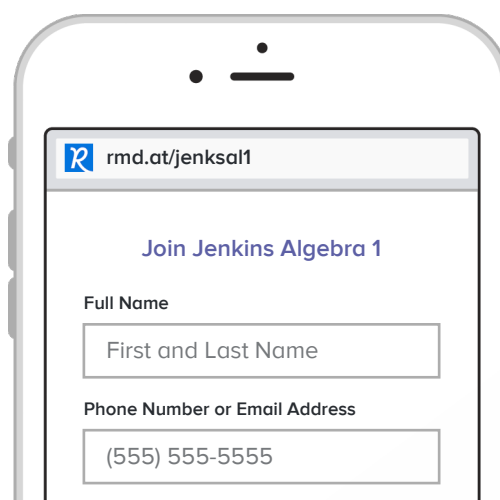 R rmd.at/jenksal1
Join Jenkins Algebra 1
Full Name
First and Last Name
Phone Number or Email Address
(555) 555-5555